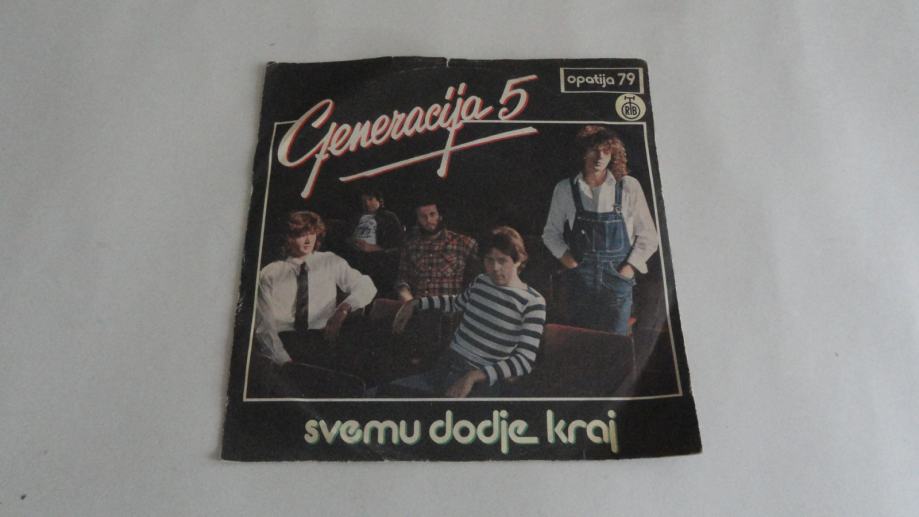 opatija 79
RTB
Generacija 5
svemu dodje kraj